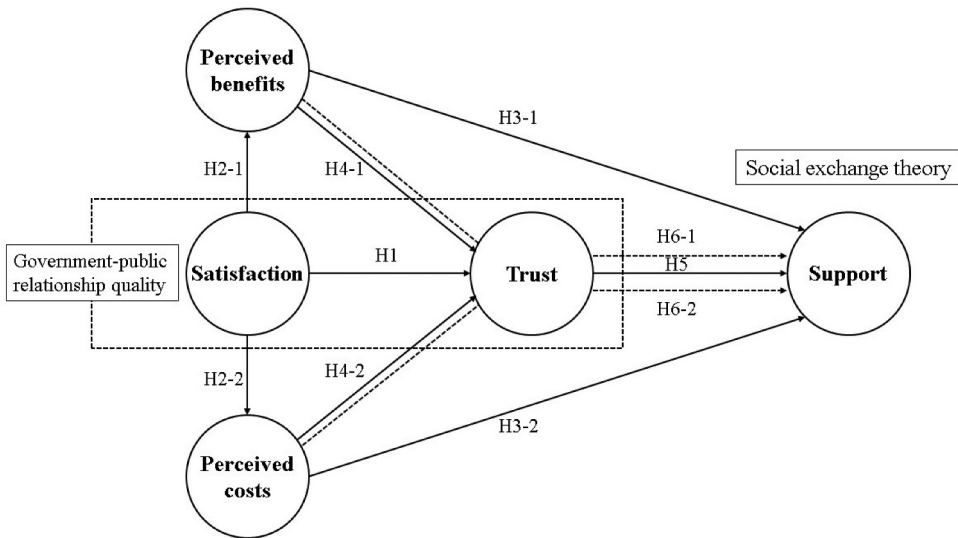 Perceived
benefits
H3-1
H2-1
H4-1
Social exchange theory
Government-public
relationship quality
Satisfaction
H1
Trust
H6-1
H5
H6-2
Support
H2-2
H4-2
H3-2
Perceived
costs